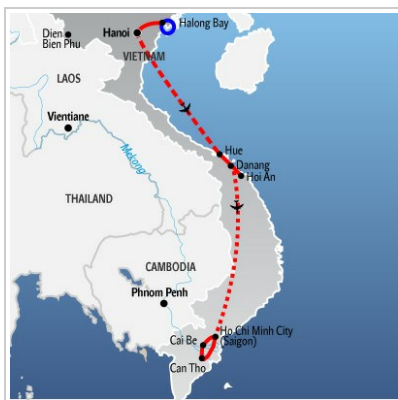 Halong Bay
Hanoi
Dien
Bien Phu
VIETNAM
LAOS
Vientiane
Hue
Mekong
Danang
Hoi An
THAILAND
CAMBODIA
Phnom Penh
Ho Chi Minh City
(Saigon)
Cai Be
Can Tho